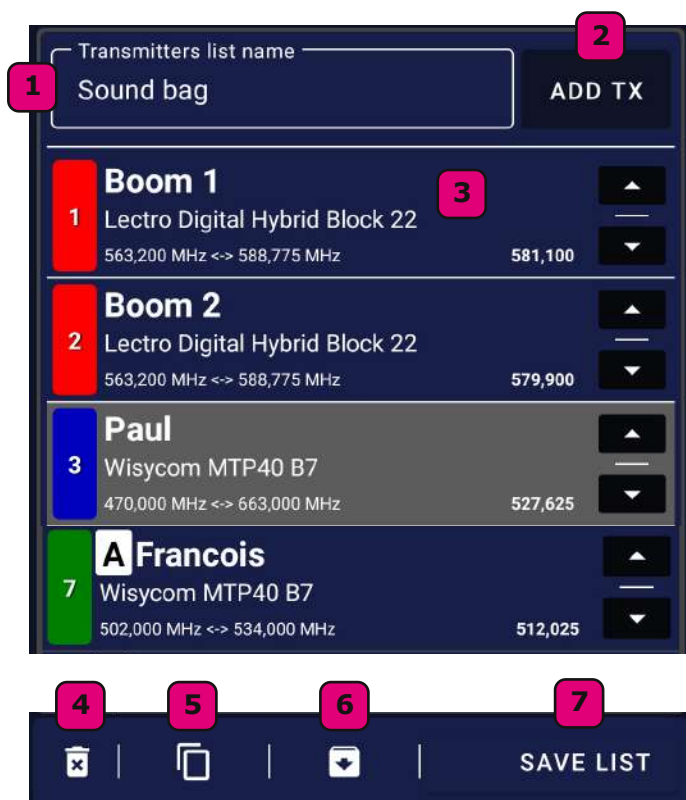 2
Transmitters list name
1
Sound bag
ADD TX
3
1
Boom 1
Lectro Digital Hybrid Block 22
563,200 MHz <-> 588,775 MHz
581,100
2
Boom 2
Lectro Digital Hybrid Block 22
563,200 MHz <-> 588,775 MHz
579,900
3
Paul
Wisycom MTP40 B7
470,000 MHz <-> 663,000 MHz
527,625
7
A Francois
Wisycom MTP40 B7
502,000 MHz <-> 534,000 MHz
512,025
4
5
6
7
SAVE LIST